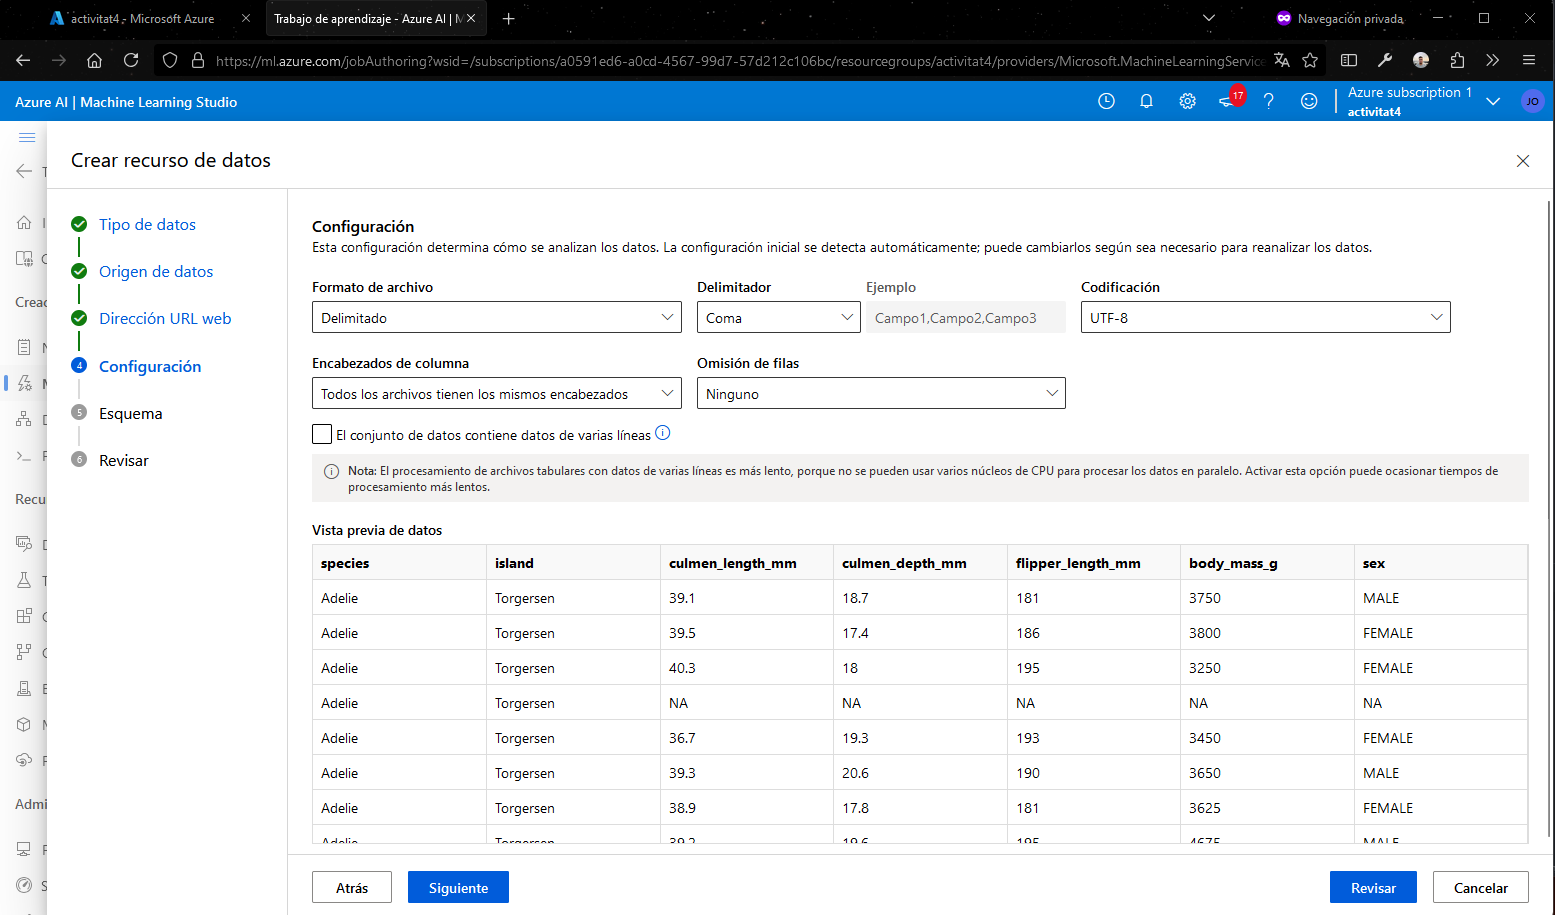 activitat4 - Microsoft Azure
Trabajo de aprendizaje - Azure AI | M
Navegación privada
https://ml.azure.com/jobAuthoring?wsid=/subscriptions/a0591ed6-a0cd-4567-99d7-57d212c106bc/resourcegroups/activitat4/providers/Microsoft.MachineLearningService
Azure AI | Machine Learning Studio
17
Azure subscription 1
activitat4
JO
Crear recurso de datos
Tipo de datos
Origen de datos
Dirección URL web
4 Configuración
5 Esquema
6 Revisar
Creac
Recu
Admi
Configuración
Esta configuración determina cómo se analizan los datos. La configuración inicial se detecta automáticamente; puede cambiarlos según sea necesario para reanalizar los datos.
Formato de archivo Delimitador Ejemplo Codificación
Delimitado Coma Campo1,Campo2,Campo3 UTF-8
Encabezados de columna Omisión de filas
Todos los archivos tienen los mismos encabezados Ninguno
El conjunto de datos contiene datos de varias líneas
Nota: El procesamiento de archivos tabulares con datos de varias líneas es más lento, porque no se pueden usar varios núcleos de CPU para procesar los datos en paralelo. Activar esta opción puede ocasionar tiempos de
procesamiento más lentos.
Vista previa de datos
species island culmen_length_mm culmen_depth_mm flipper_length_mm body_mass_g sex
Adelie Torgersen 39.1 18.7 181 3750 MALE
Adelie Torgersen 39.5 17.4 186 3800 FEMALE
Adelie Torgersen 40.3 18 195 3250 FEMALE
Adelie Torgersen NA NA NA NA NA
Adelie Torgersen 36.7 19.3 193 3450 FEMALE
Adelie Torgersen 39.3 20.6 190 3650 MALE
Adelie Torgersen 38.9 17.8 181 3625 FEMALE
Adelie Torgersen 39.2 19.6 195 4675 MALE
Atrás Siguiente Revisar Cancelar